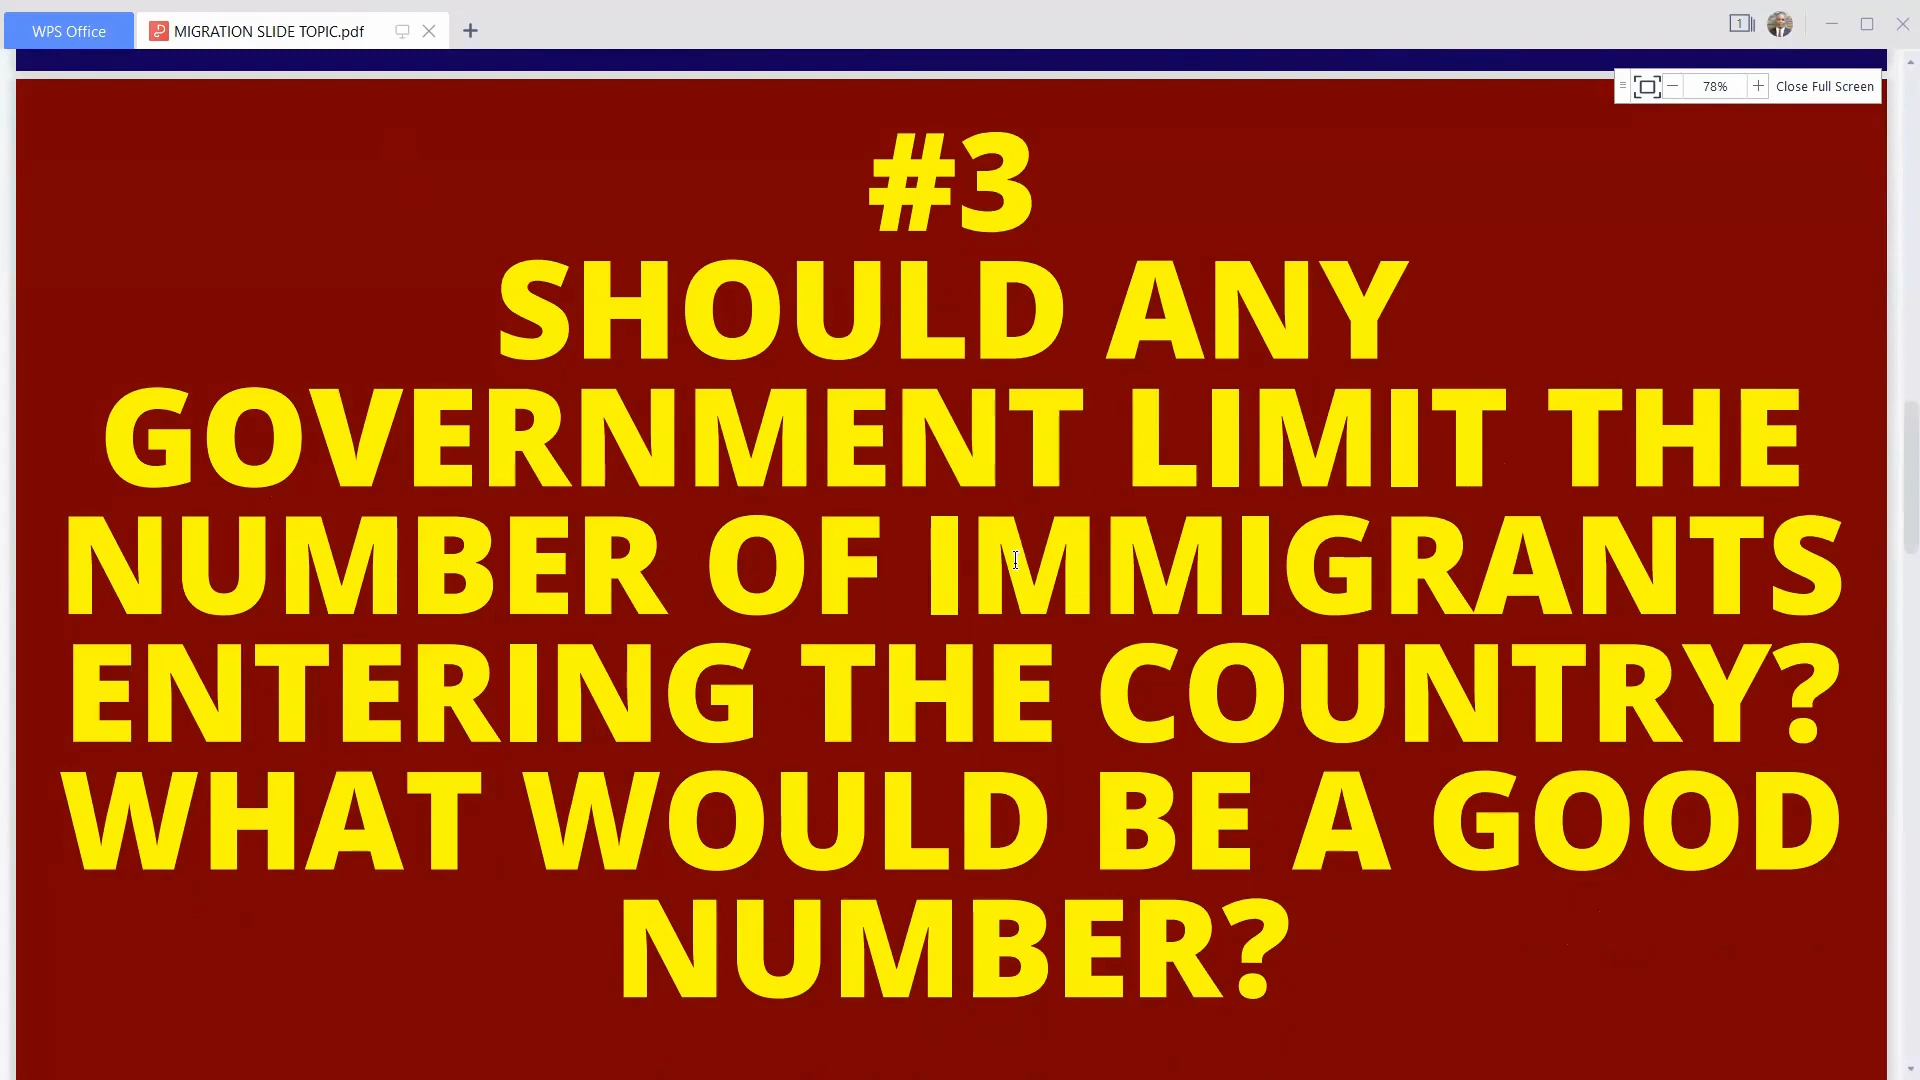 WPS Office
MIGRATION SLIDE TOPIC.pdf
1
78%
Close Full Screen
#3
SHOULD ANY
GOVERNMENT LIMIT THE
NUMBER OF IMMIGRANTS
ENTERING THE COUNTRY?
WHAT WOULD BE A GOOD
NUMBER?